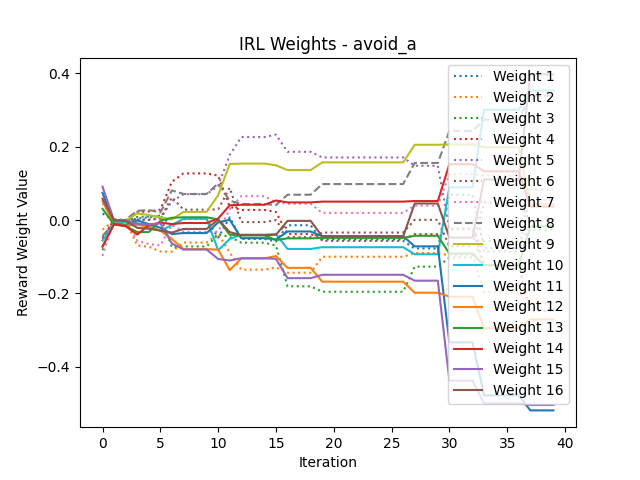 IRL Weights - avoid_a
Reward Weight Value
0.4
0.2
0.0
−0.2
−0.4
0
5
10
15
20
25
30
35
40
Iteration
Weight 1
Weight 2
Weight 3
Weight 4
Weight 5
Weight 6
Weight 7
Weight 8
Weight 9
Weight 10
Weight 11
Weight 12
Weight 13
Weight 14
Weight 15
Weight 16